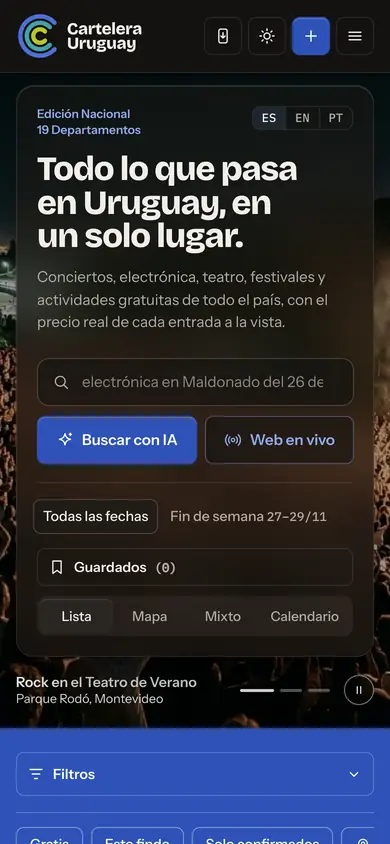 Cartelera
Uruguay
Edición Nacional
19 Departamentos
ES EN PT
Todo lo que pasa
en Uruguay, en
un solo lugar.
Conciertos, electrónica, teatro, festivales y
actividades gratuitas de todo el país, con el
precio real de cada entrada a la vista.
electrónica en Maldonado del 26 de
Buscar con IA
Web en vivo
Todas las fechas
Fin de semana 27–29/11
Guardados (0)
Lista Mapa Mixto Calendario
Rock en el Teatro de Verano
Parque Rodó, Montevideo
Filtros
Gratis Este finde Solo confirmados